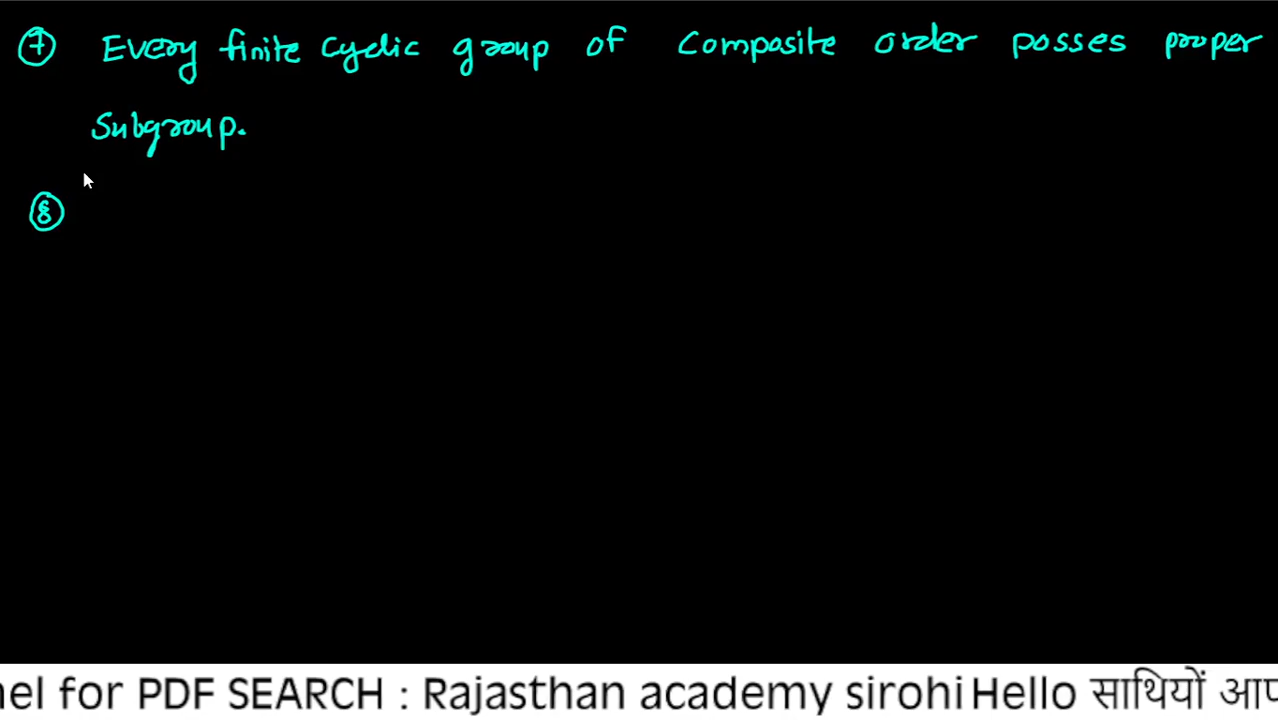 ⑦ Every finite cyclic group of Composite order posses proper
Subgroup.
⑧
nel for PDF SEARCH : Rajasthan academy sirohi Hello साथियों आप